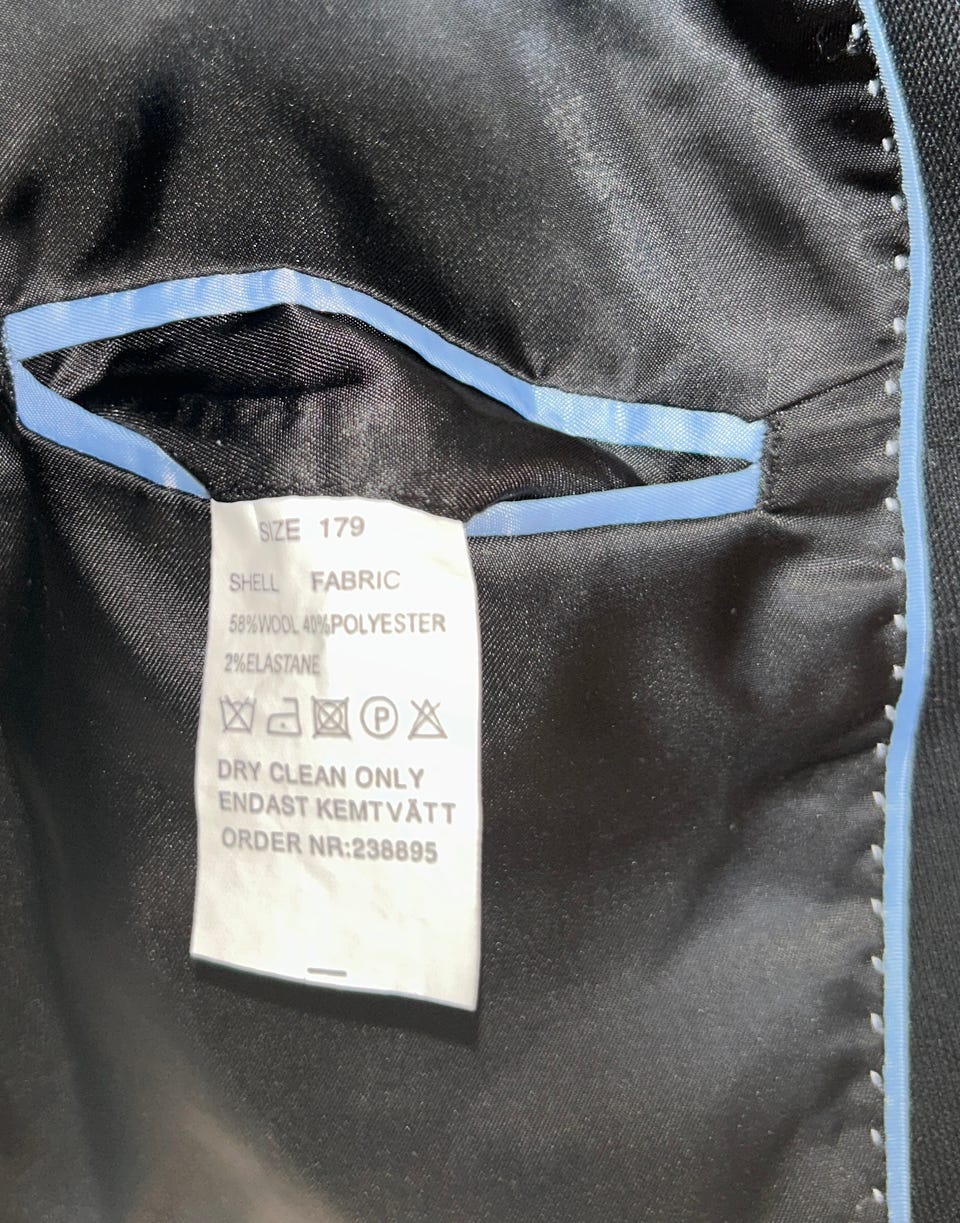 SIZE 179
SHELL FABRIC
58%WOOL 40%POLYESTER
2%ELASTANE
P
DRY CLEAN ONLY
ENDAST KEMTVÄTT
ORDER NR:238895